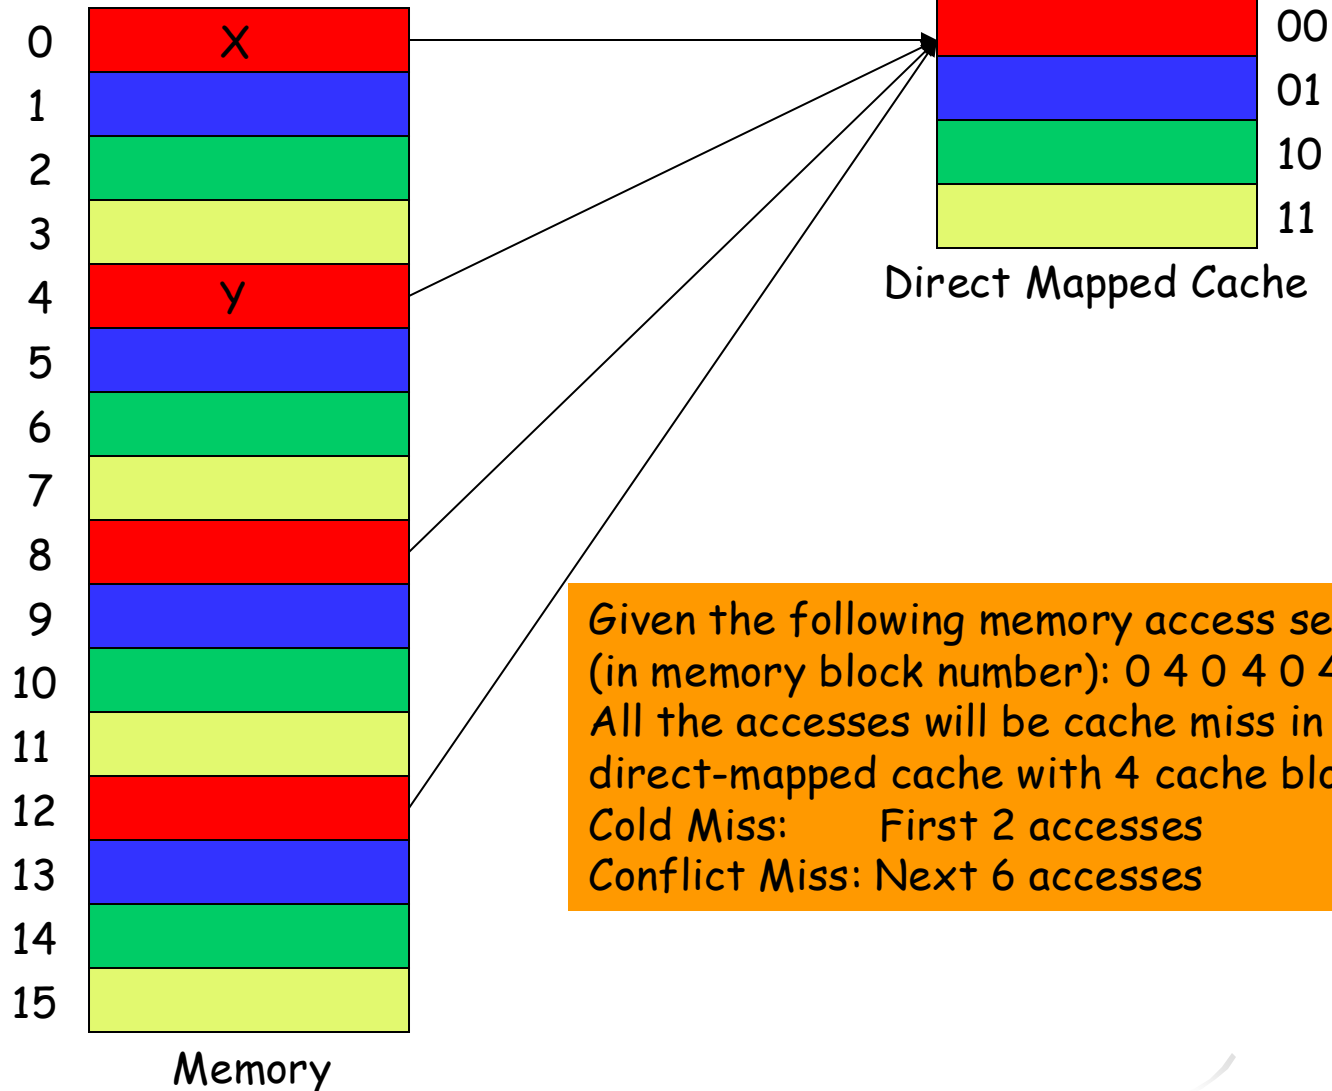 0
X
1
2
3
4
Y
5
6
7
8
9
10
11
12
13
14
15
Memory
00
01
10
11
Direct Mapped Cache
Given the following memory access
(in memory block number): 0 4 0 4 0 4
All the accesses will be cache miss in
direct-mapped cache with 4 cache
Cold Miss: First 2 accesses
Conflict Miss: Next 6 accesses